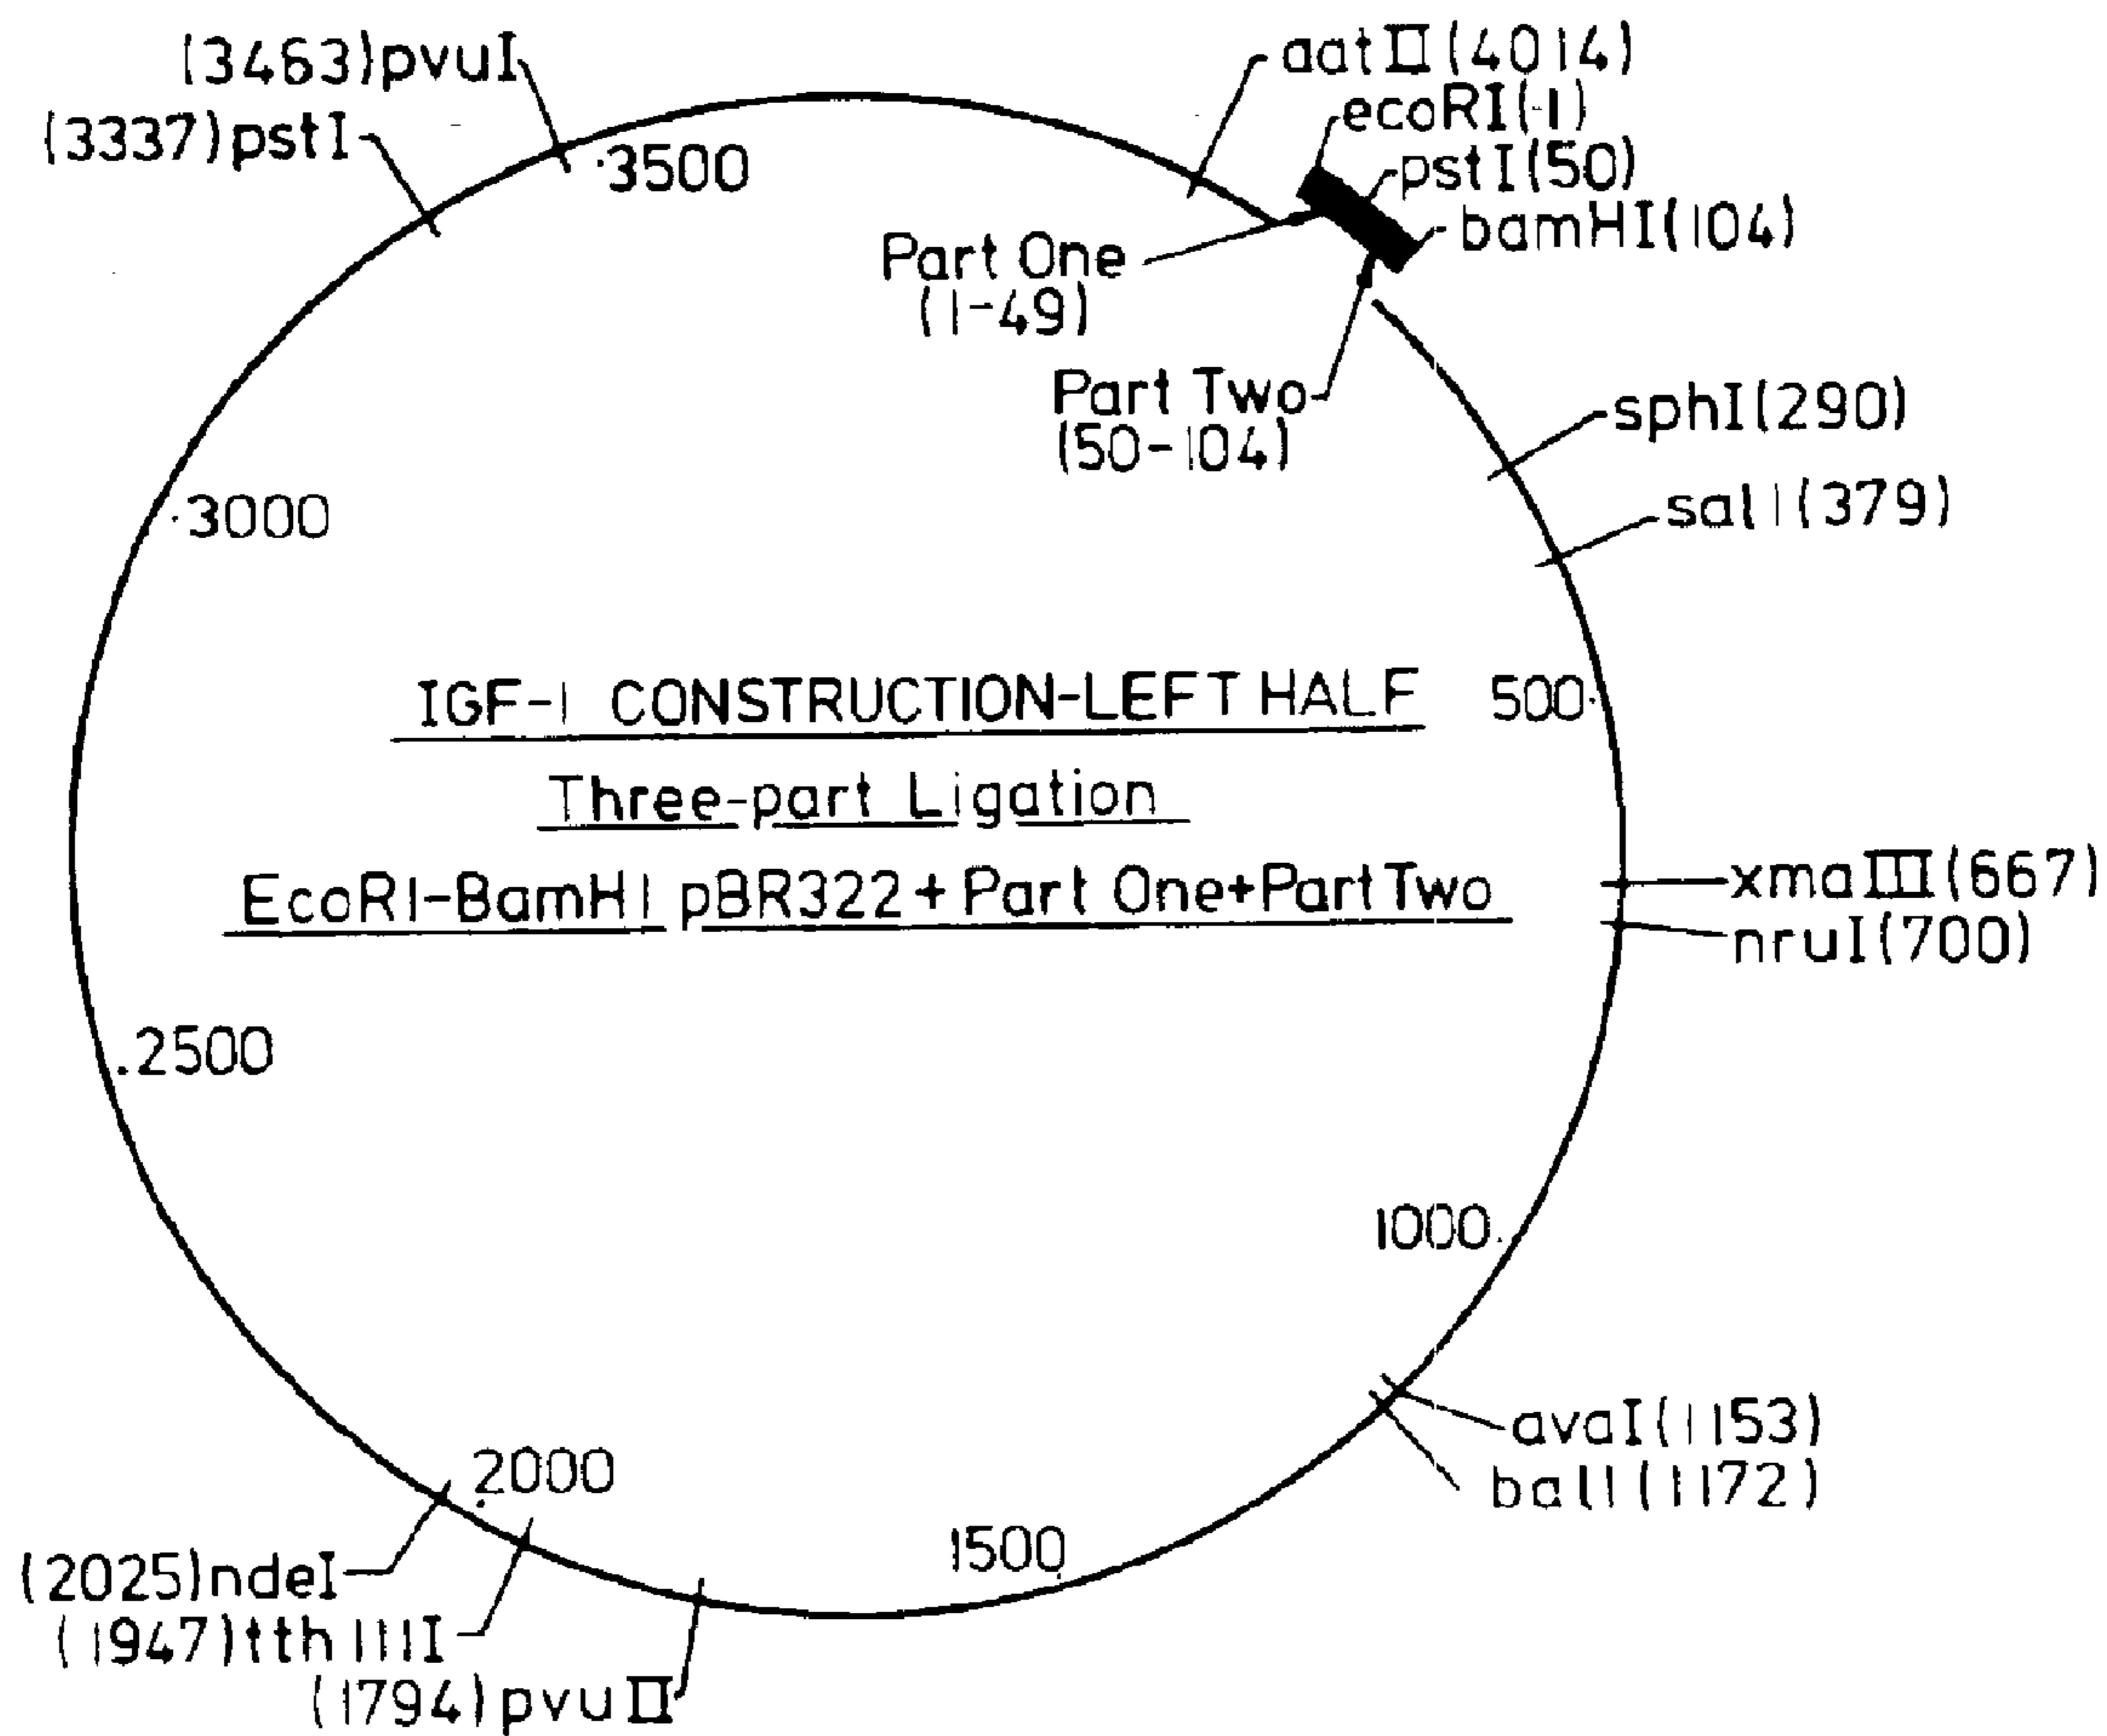 (3463)pvuI
(3337)pstI
aatII(4014)
ecoRI(-1)
pstI(50)
bamHI(104)
·3500
Part One
(1-49)
Part Two
(50-104)
sphI(290)
salI(379)
·3000
500·
IGF-I CONSTRUCTION-LEFT HALF
Three-part Ligation
EcoRI-BamHI pBR322+Part One+Part Two
xmaIII(667)
nruI(700)
.2500
1000.
avaI(1153)
balI(1172)
2000
1500
(2025)ndeI
(1947)tth111I
(1794)pvuII